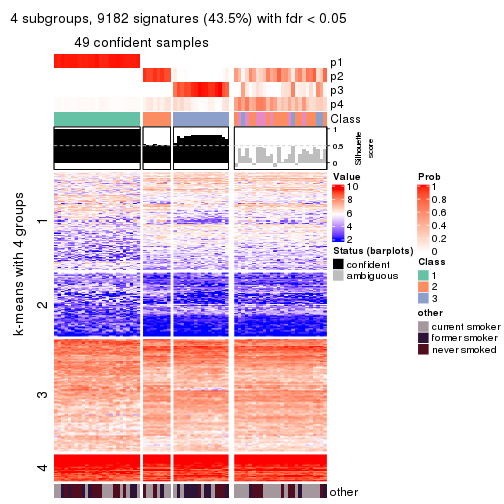 4 subgroups, 9182 signatures (43.5%) with fdr < 0.05
49 confident samples
p1
p2
p3
p4
Class
1
0.5
0
Silhouette
score
k-means with 4 groups
1
2
3
4
other
Value
10
8
6
4
2
Status (barplots)
confident
ambiguous
Prob
1
0.8
0.6
0.4
0.2
0
Class
1
2
3
other
current smoker
former smoker
never smoked